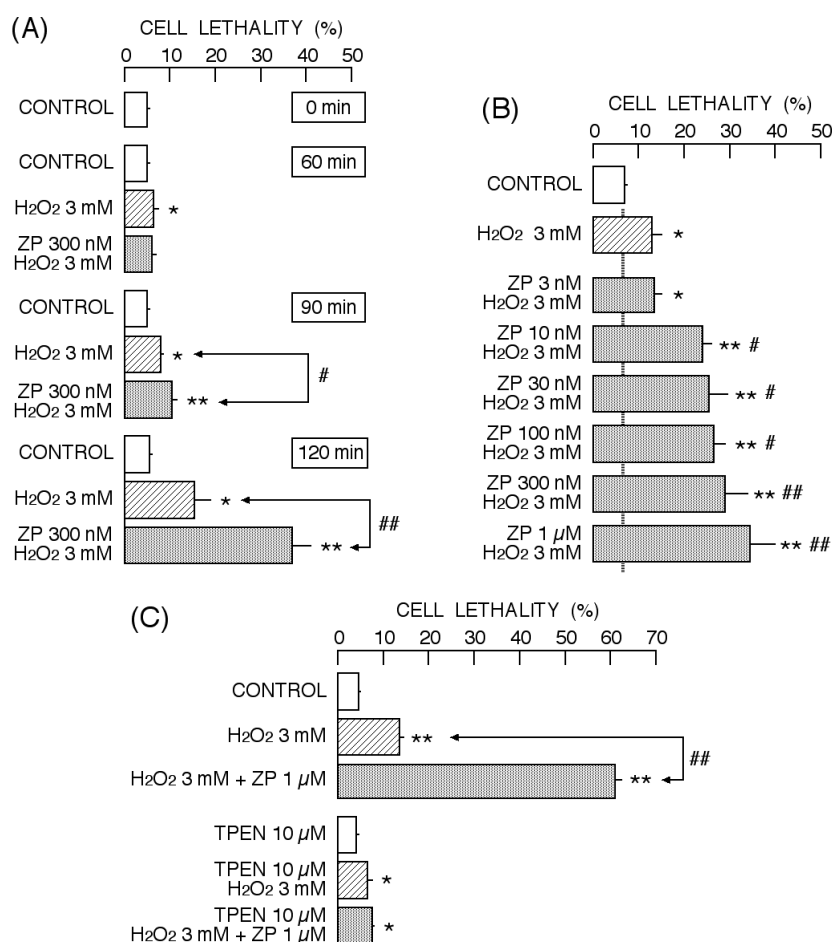 (A)
CELL LETHALITY (%)
0 10 20 30 40 50
CONTROL
0 min
CONTROL
60 min
H2O2 3 mM
*
ZP 300 nM
H2O2 3 mM
CONTROL
90 min
H2O2 3 mM
*
#
ZP 300 nM
H2O2 3 mM
**
CONTROL
120 min
H2O2 3 mM
*
##
ZP 300 nM
H2O2 3 mM
**
(B)
CELL LETHALITY (%)
0 10 20 30 40 50
CONTROL
H2O2 3 mM
*
ZP 3 nM
H2O2 3 mM
*
ZP 10 nM
H2O2 3 mM
** #
ZP 30 nM
H2O2 3 mM
** #
ZP 100 nM
H2O2 3 mM
** #
ZP 300 nM
H2O2 3 mM
** ##
ZP 1 µM
H2O2 3 mM
** ##
(C)
CELL LETHALITY (%)
0 10 20 30 40 50 60 70
CONTROL
H2O2 3 mM
**
##
H2O2 3 mM + ZP 1 µM
**
TPEN 10 µM
TPEN 10 µM
H2O2 3 mM
*
TPEN 10 µM
H2O2 3 mM + ZP 1 µM
*